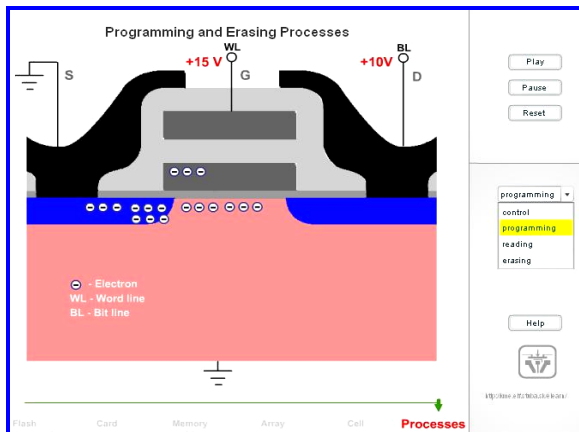 Programming and Erasing Processes
WL
BL
+15 V
+10V
S
G
D
Play
Pause
Reset
programming
control
programming
reading
erasing
- Electron
WL - Word line
BL - Bit line
Help
Flash
Card
Memory
Array
Cell
Processes